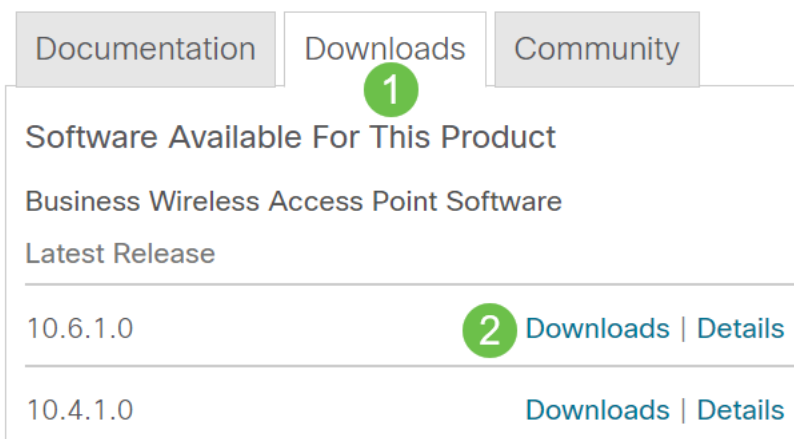 Documentation Downloads Community
1
Software Available For This Product
Business Wireless Access Point Software
Latest Release
10.6.1.0 2 Downloads | Details
10.4.1.0 Downloads | Details